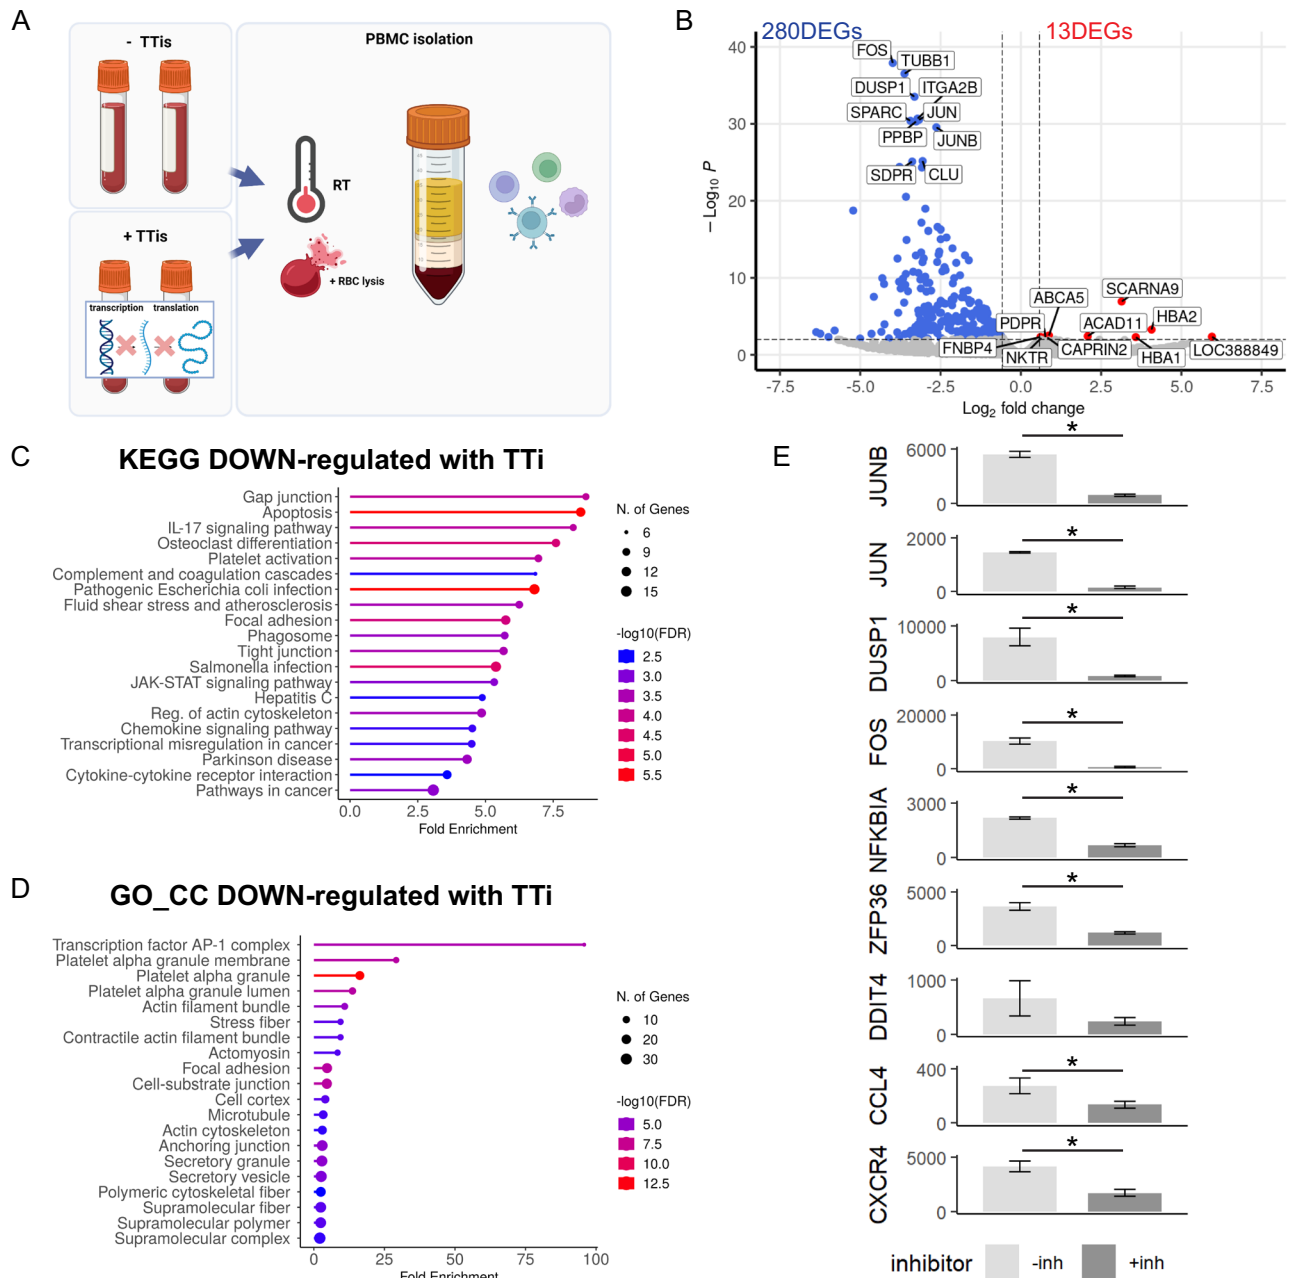 A
- TTis
+ TTis
transcription
translation
PBMC isolation
RT
+ RBC lysis
B
280DEGs
13DEGs
40
30
20
10
0
– Log10 P
FOS
TUBB1
DUSP1
ITGA2B
SPARC
JUN
PPBP
JUNB
SDPR
CLU
SCARNA9
ABCA5
HBA2
PDPR
ACAD11
FNBP4
CAPRIN2
LOC388849
NKTR
HBA1
-7.5
-5.0
-2.5
0.0
2.5
5.0
7.5
Log2 fold change
C
KEGG DOWN-regulated with TTi
Gap junction
Apoptosis
IL-17 signaling pathway
Osteoclast differentiation
Platelet activation
Complement and coagulation cascades
Pathogenic Escherichia coli infection
Fluid shear stress and atherosclerosis
Focal adhesion
Phagosome
Tight junction
Salmonella infection
JAK-STAT signaling pathway
Hepatitis C
Reg. of actin cytoskeleton
Chemokine signaling pathway
Transcriptional misregulation in cancer
Parkinson disease
Cytokine-cytokine receptor interaction
Pathways in cancer
0.0
2.5
5.0
7.5
Fold Enrichment
N. of Genes
6
9
12
15
-log10(FDR)
2.5
3.0
3.5
4.0
4.5
5.0
5.5
D
GO_CC DOWN-regulated with TTi
Transcription factor AP-1 complex
Platelet alpha granule membrane
Platelet alpha granule
Platelet alpha granule lumen
Actin filament bundle
Stress fiber
Contractile actin filament bundle
Actomyosin
Focal adhesion
Cell-substrate junction
Cell cortex
Microtubule
Actin cytoskeleton
Anchoring junction
Secretory granule
Secretory vesicle
Polymeric cytoskeletal fiber
Supramolecular fiber
Supramolecular polymer
Supramolecular complex
0
25
50
75
100
Fold Enrichment
N. of Genes
10
20
30
-log10(FDR)
5.0
7.5
10.0
12.5
E
JUNB
6000
0
*
JUN
2000
0
*
DUSP1
10000
0
*
FOS
20000
0
*
NFKBIA
3000
0
*
ZFP36
5000
0
*
DDIT4
1000
0
CCL4
400
0
*
CXCR4
5000
0
*
inhibitor
-inh
+inh